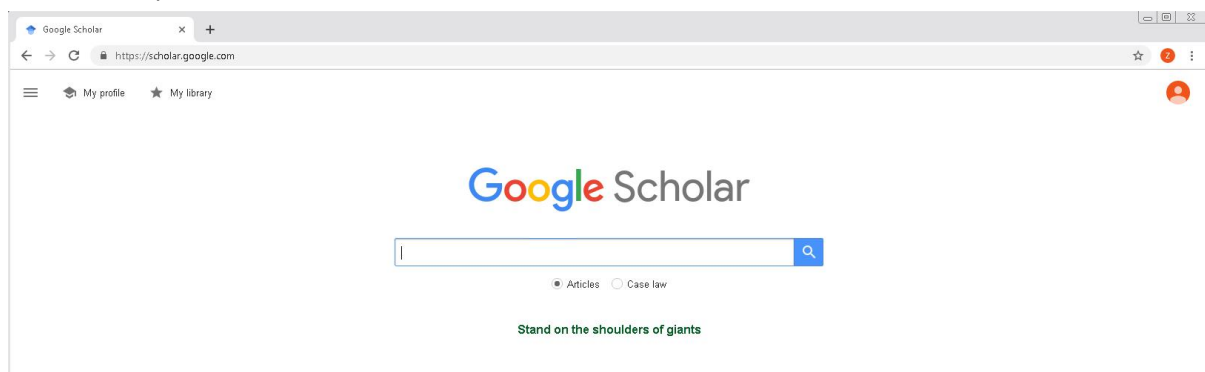 Google Scholar
https://scholar.google.com
Z
My profile My library
Google Scholar
Articles Case law
Stand on the shoulders of giants